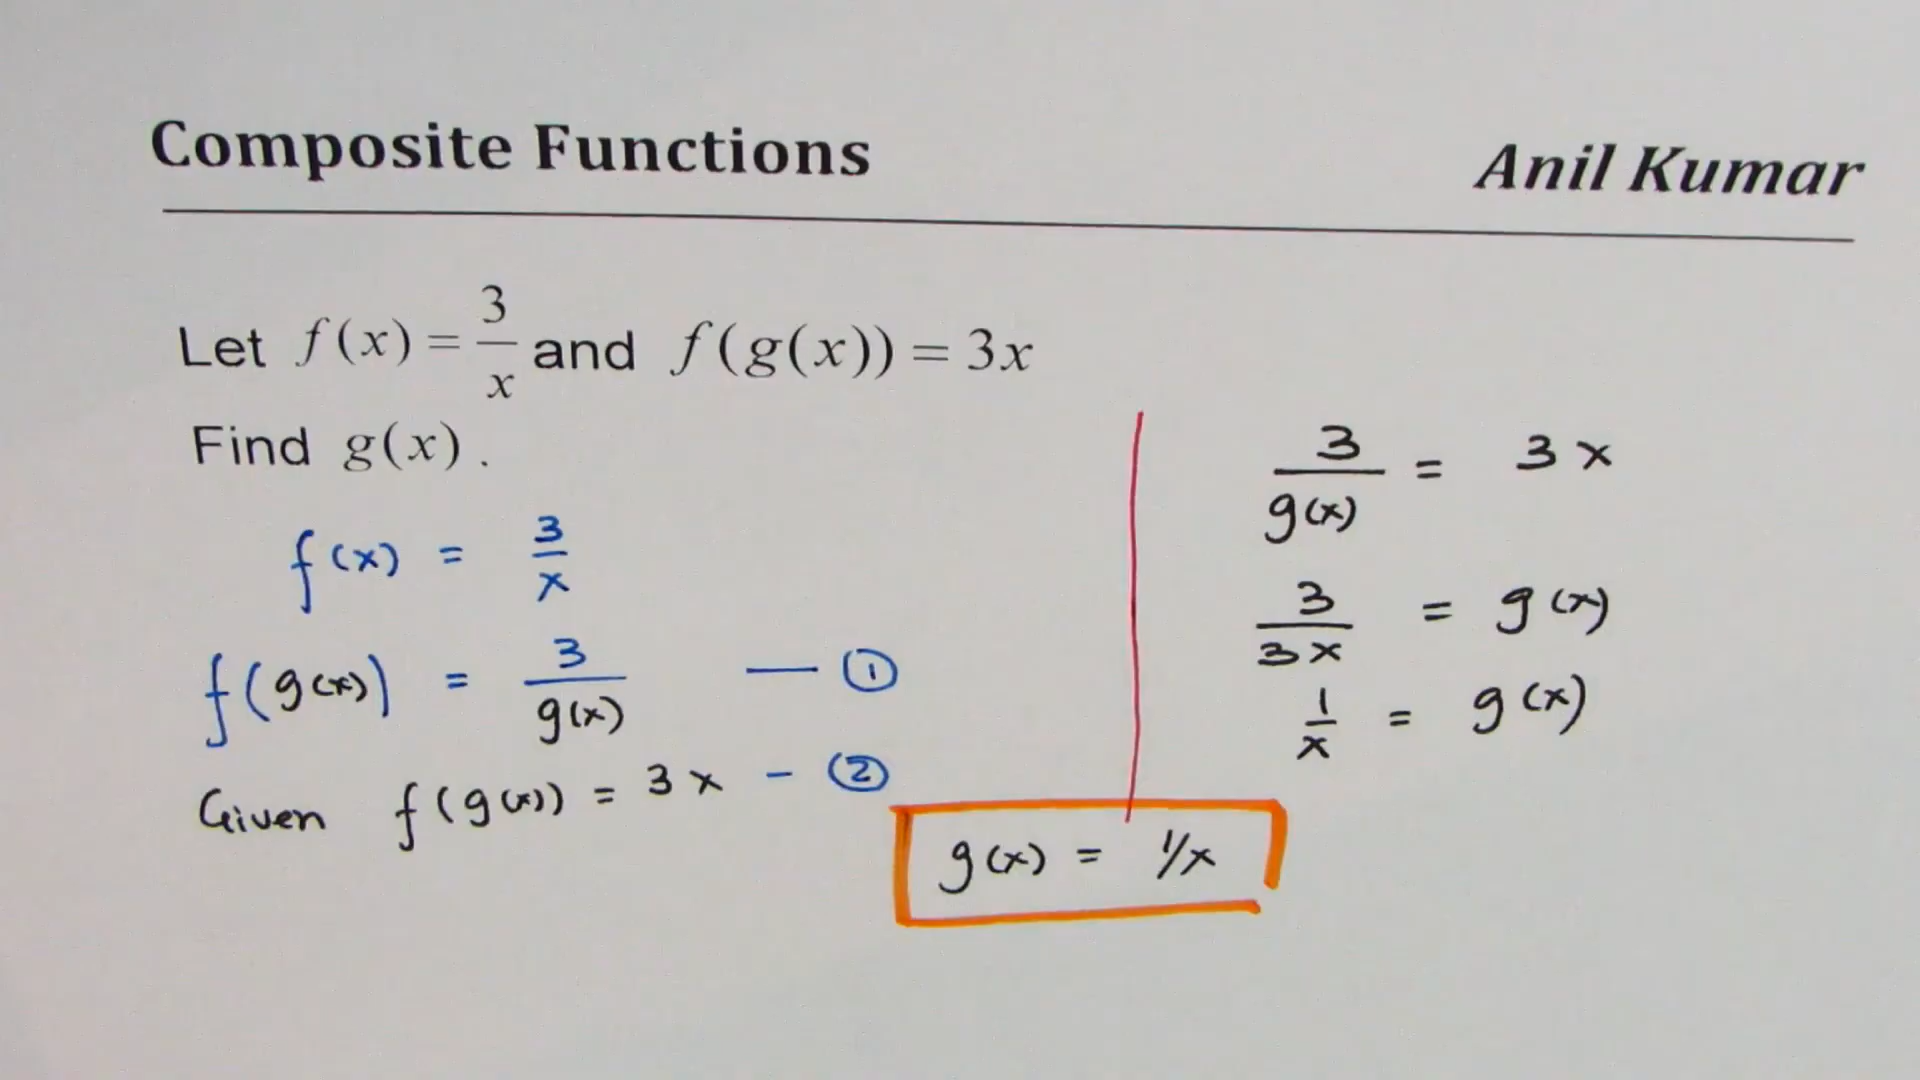 Composite Functions
Anil Kumar
Let f(x) = 3/x and f(g(x)) = 3x
Find g(x).
f(x) = 3/x
f(g(x)) = 3/g(x) — ①
Given f(g(x)) = 3x - ②
3/g(x) = 3x
3/3x = g(x)
1/x = g(x)
g(x) = 1/x